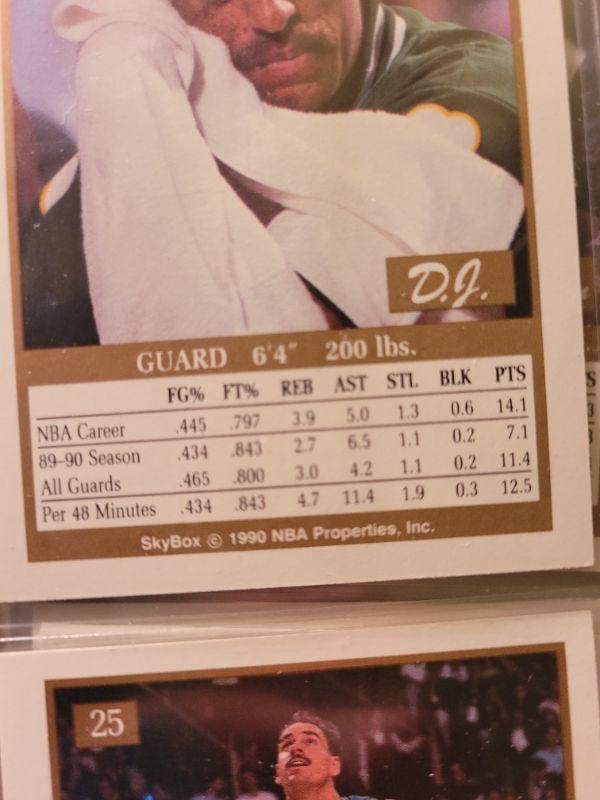 D.J.
GUARD 6'4" 200 lbs.
FG% FT% REB AST STL BLK PTS
NBA Career .445 .797 3.9 5.0 1.3 0.6 14.1
89–90 Season .434 .843 2.7 6.5 1.1 0.2 7.1
All Guards .465 .800 3.0 4.2 1.1 0.2 11.4
Per 48 Minutes .434 .843 4.7 11.4 1.9 0.3 12.5
SkyBox © 1990 NBA Properties, Inc.
25